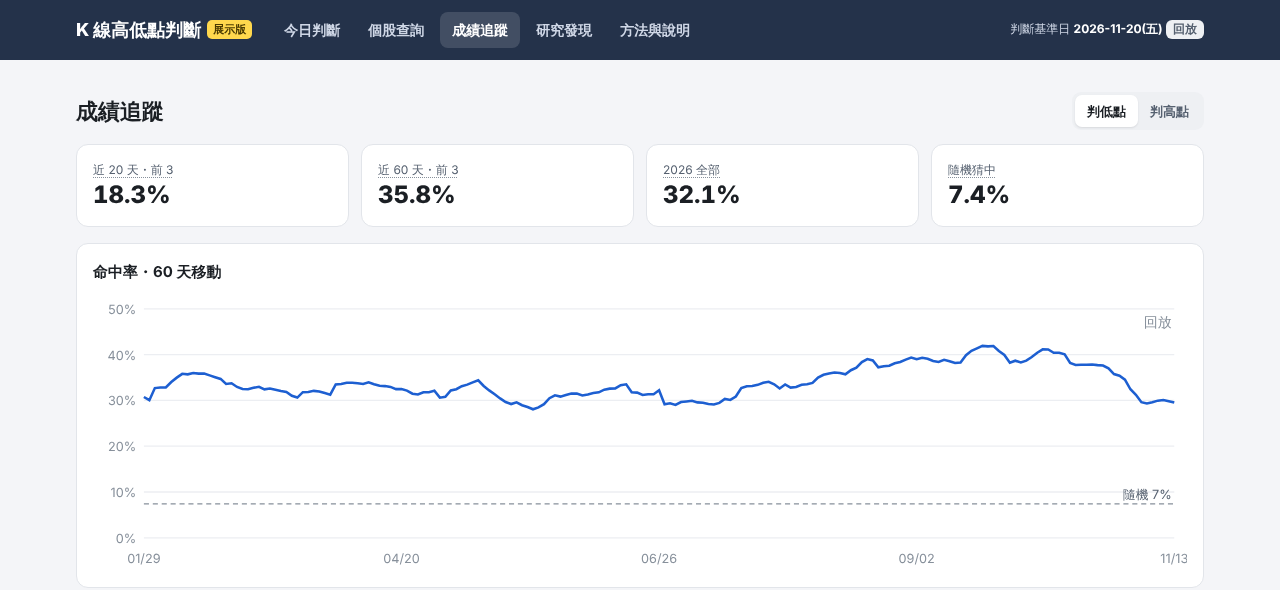 K 線高低點判斷 展示版 今日判斷 個股查詢 成績追蹤 研究發現 方法與說明 判斷基準日 2026-11-20(五) 回放
成績追蹤 判低點 判高點
近 20 天・前 3 近 60 天・前 3 2026 全部 隨機猜中
18.3% 35.8% 32.1% 7.4%
命中率・60 天移動
50%
回放
40%
30%
20%
10%
隨機 7%
0%
01/29 04/20 06/26 09/02 11/13